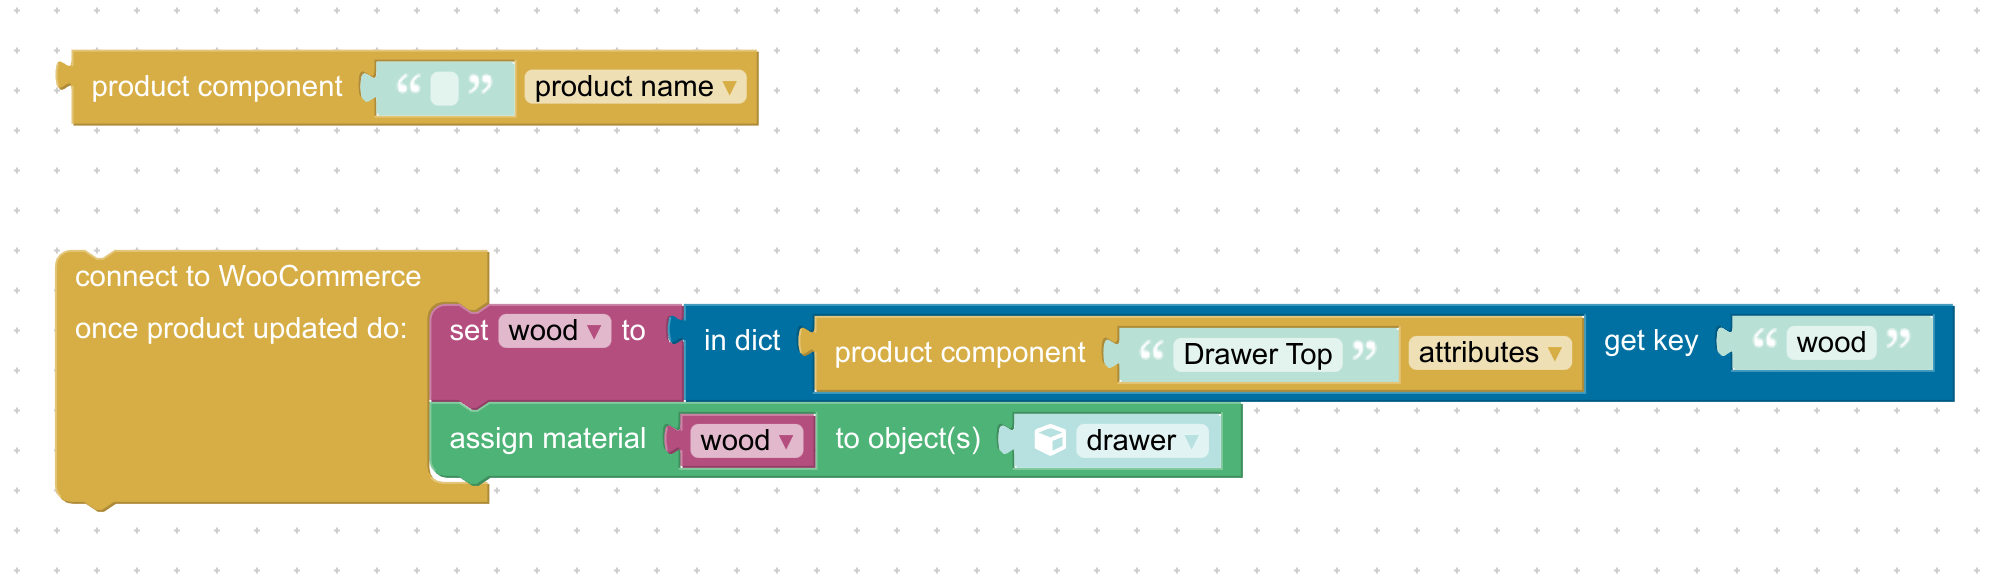 product component “ ” product name ▾
connect to WooCommerce
once product updated do: set wood ▾ to in dict product component “ Drawer Top ” attributes ▾ get key “ wood ”
assign material wood ▾ to object(s) drawer ▾